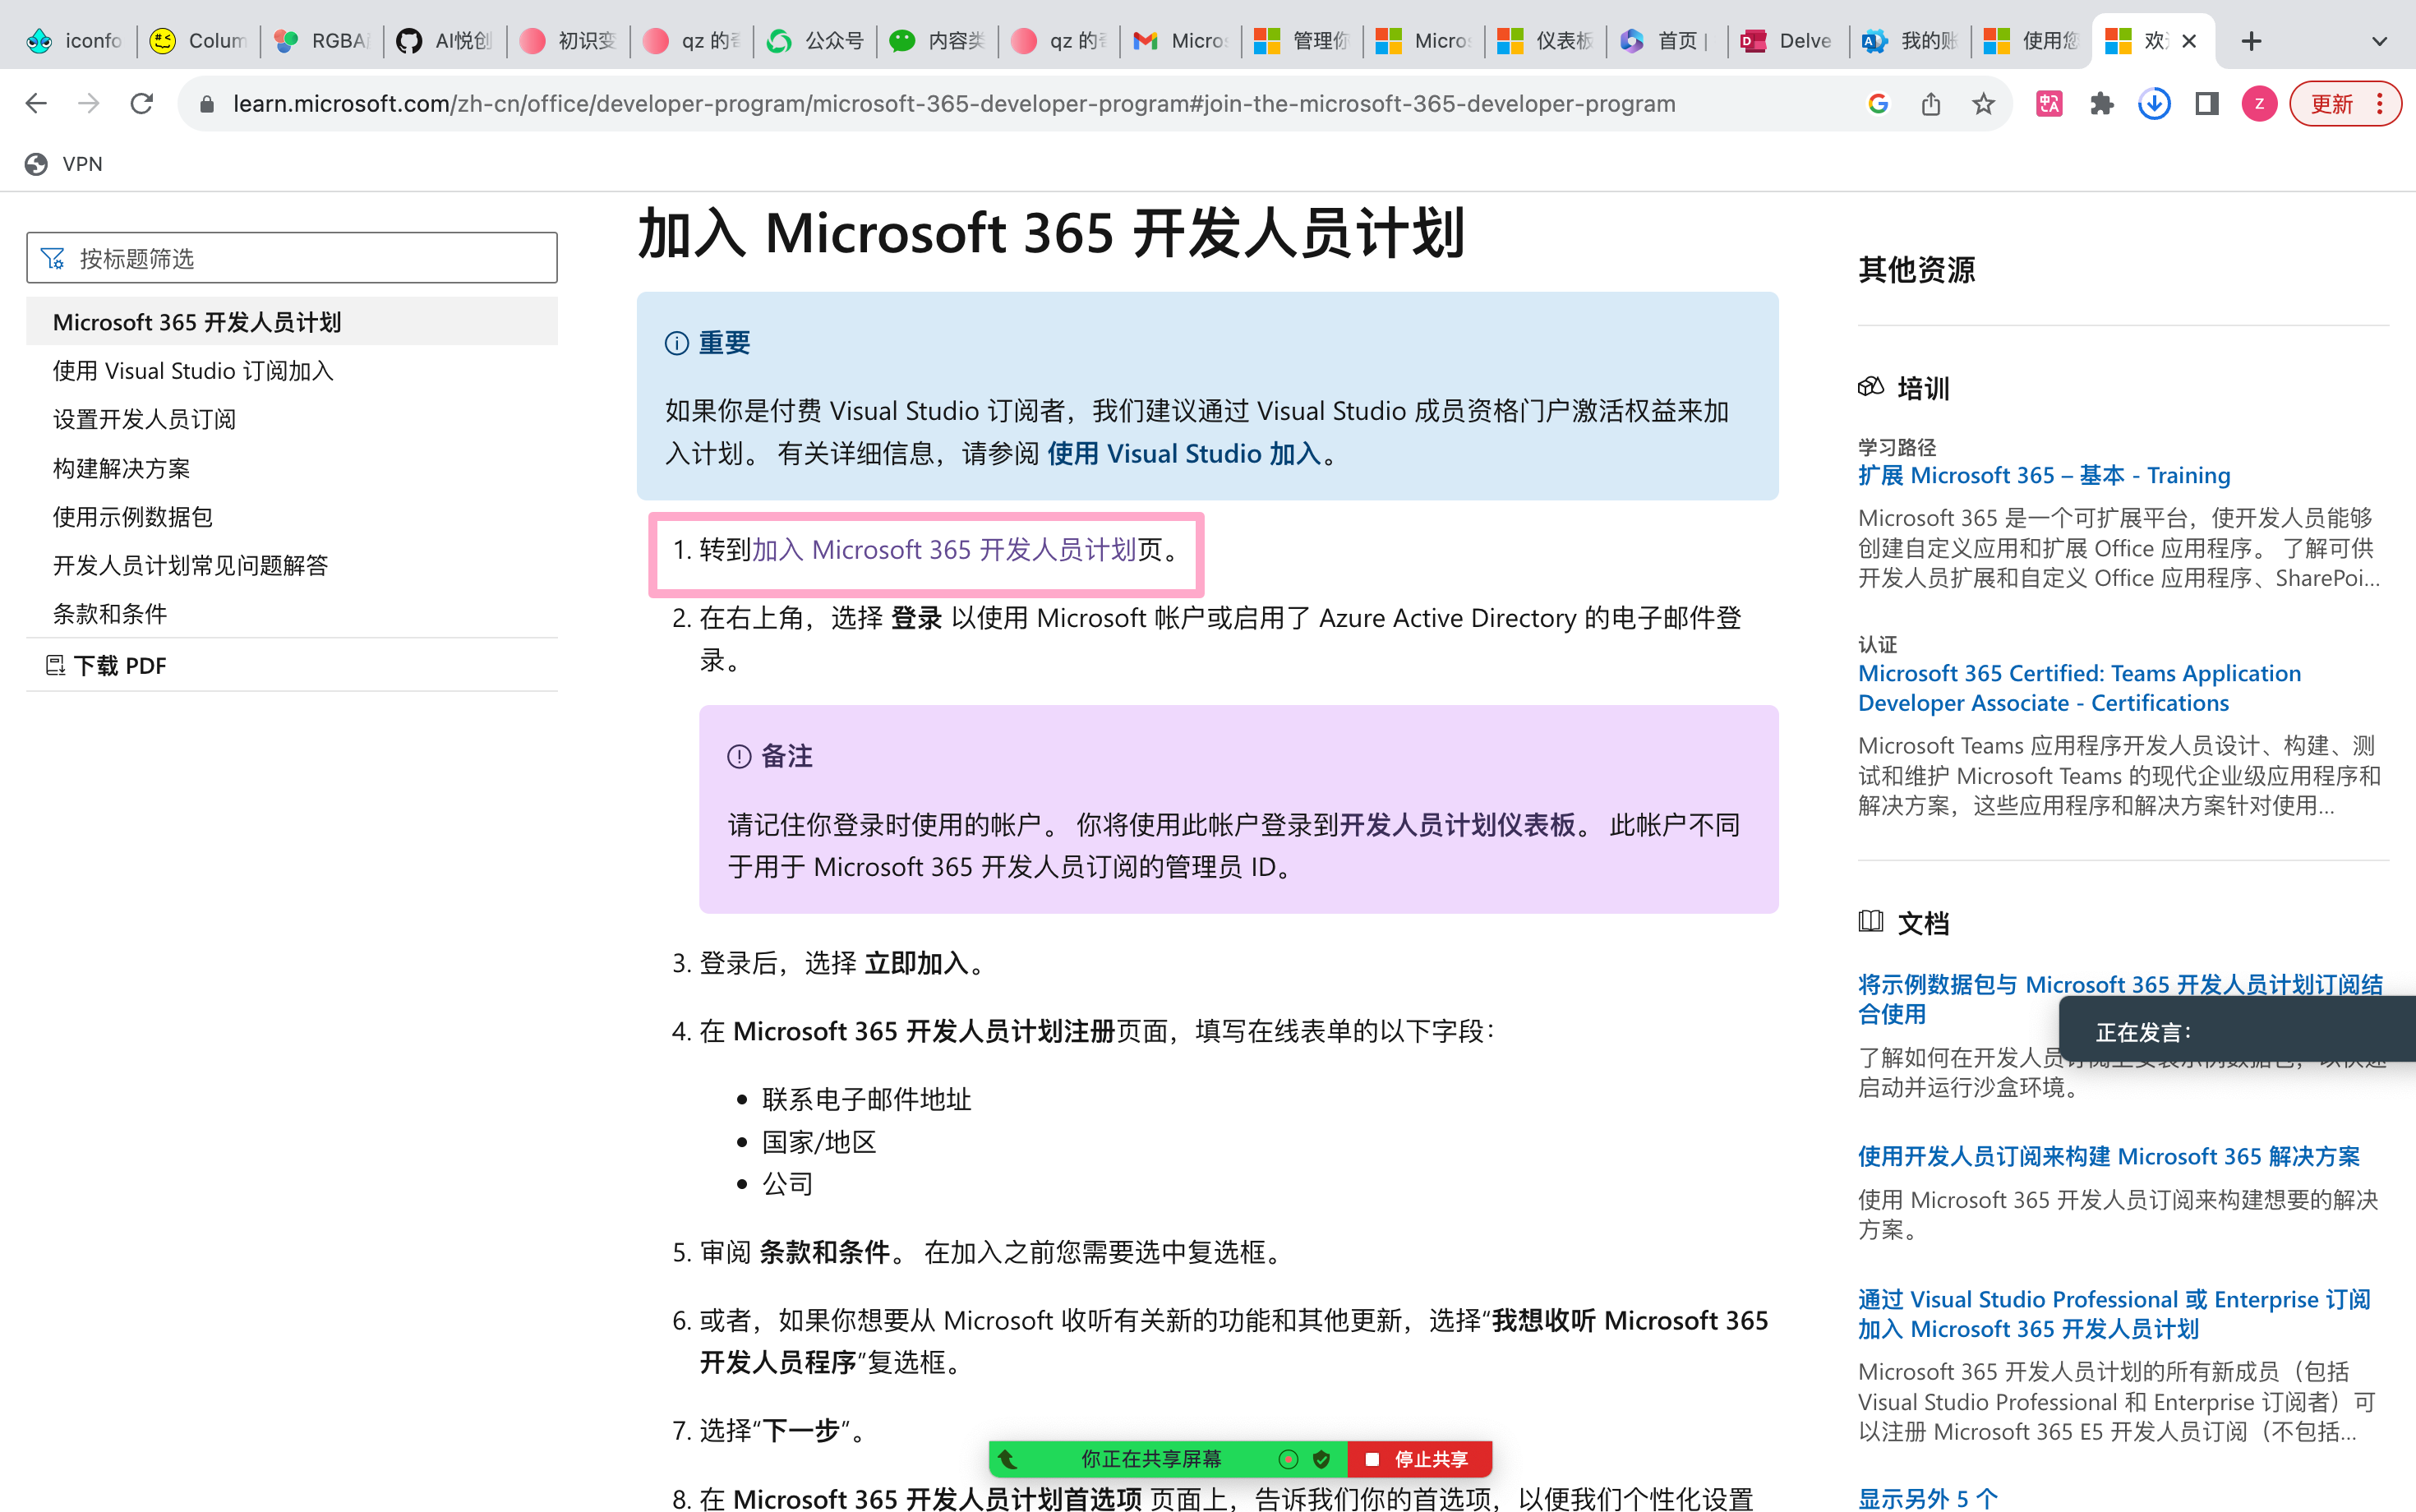 iconfo
Colum
RGBA
AI悦创
初识变
qz 的
公众号
内容类
qz 的
Micros
管理你
Micros
仪表板
首页 |
Delve
我的账
使用您
欢
learn.microsoft.com/zh-cn/office/developer-program/microsoft-365-developer-program#join-the-microsoft-365-developer-program
Z
更新
VPN
按标题筛选
Microsoft 365 开发人员计划
使用 Visual Studio 订阅加入
设置开发人员订阅
构建解决方案
使用示例数据包
开发人员计划常见问题解答
条款和条件
下载 PDF
加入 Microsoft 365 开发人员计划
重要
如果你是付费 Visual Studio 订阅者，我们建议通过 Visual Studio 成员资格门户激活权益来加
入计划。 有关详细信息，请参阅 使用 Visual Studio 加入。
1. 转到加入 Microsoft 365 开发人员计划页。
2. 在右上角，选择 登录 以使用 Microsoft 帐户或启用了 Azure Active Directory 的电子邮件登
录。
备注
请记住你登录时使用的帐户。 你将使用此帐户登录到开发人员计划仪表板。 此帐户不同
于用于 Microsoft 365 开发人员订阅的管理员 ID。
3. 登录后，选择 立即加入。
4. 在 Microsoft 365 开发人员计划注册页面，填写在线表单的以下字段：
• 联系电子邮件地址
• 国家/地区
• 公司
5. 审阅 条款和条件。 在加入之前您需要选中复选框。
6. 或者，如果你想要从 Microsoft 收听有关新的功能和其他更新，选择“我想收听 Microsoft 365
开发人员程序”复选框。
7. 选择“下一步”。
8. 在 Microsoft 365 开发人员计划首选项 页面上，告诉我们你的首选项，以便我们个性化设置
你正在共享屏幕
停止共享
其他资源
培训
学习路径
扩展 Microsoft 365 – 基本 - Training
Microsoft 365 是一个可扩展平台，使开发人员能够
创建自定义应用和扩展 Office 应用程序。 了解可供
开发人员扩展和自定义 Office 应用程序、SharePoi...
认证
Microsoft 365 Certified: Teams Application
Developer Associate - Certifications
Microsoft Teams 应用程序开发人员设计、构建、测
试和维护 Microsoft Teams 的现代企业级应用程序和
解决方案，这些应用程序和解决方案针对使用...
文档
将示例数据包与 Microsoft 365 开发人员计划订阅结
合使用
正在发言：
了解如何在开发人员
启动并运行沙盒环境。
使用开发人员订阅来构建 Microsoft 365 解决方案
使用 Microsoft 365 开发人员订阅来构建想要的解决
方案。
通过 Visual Studio Professional 或 Enterprise 订阅
加入 Microsoft 365 开发人员计划
Microsoft 365 开发人员计划的所有新成员（包括
Visual Studio Professional 和 Enterprise 订阅者）可
以注册 Microsoft 365 E5 开发人员订阅（不包括...
显示另外 5 个